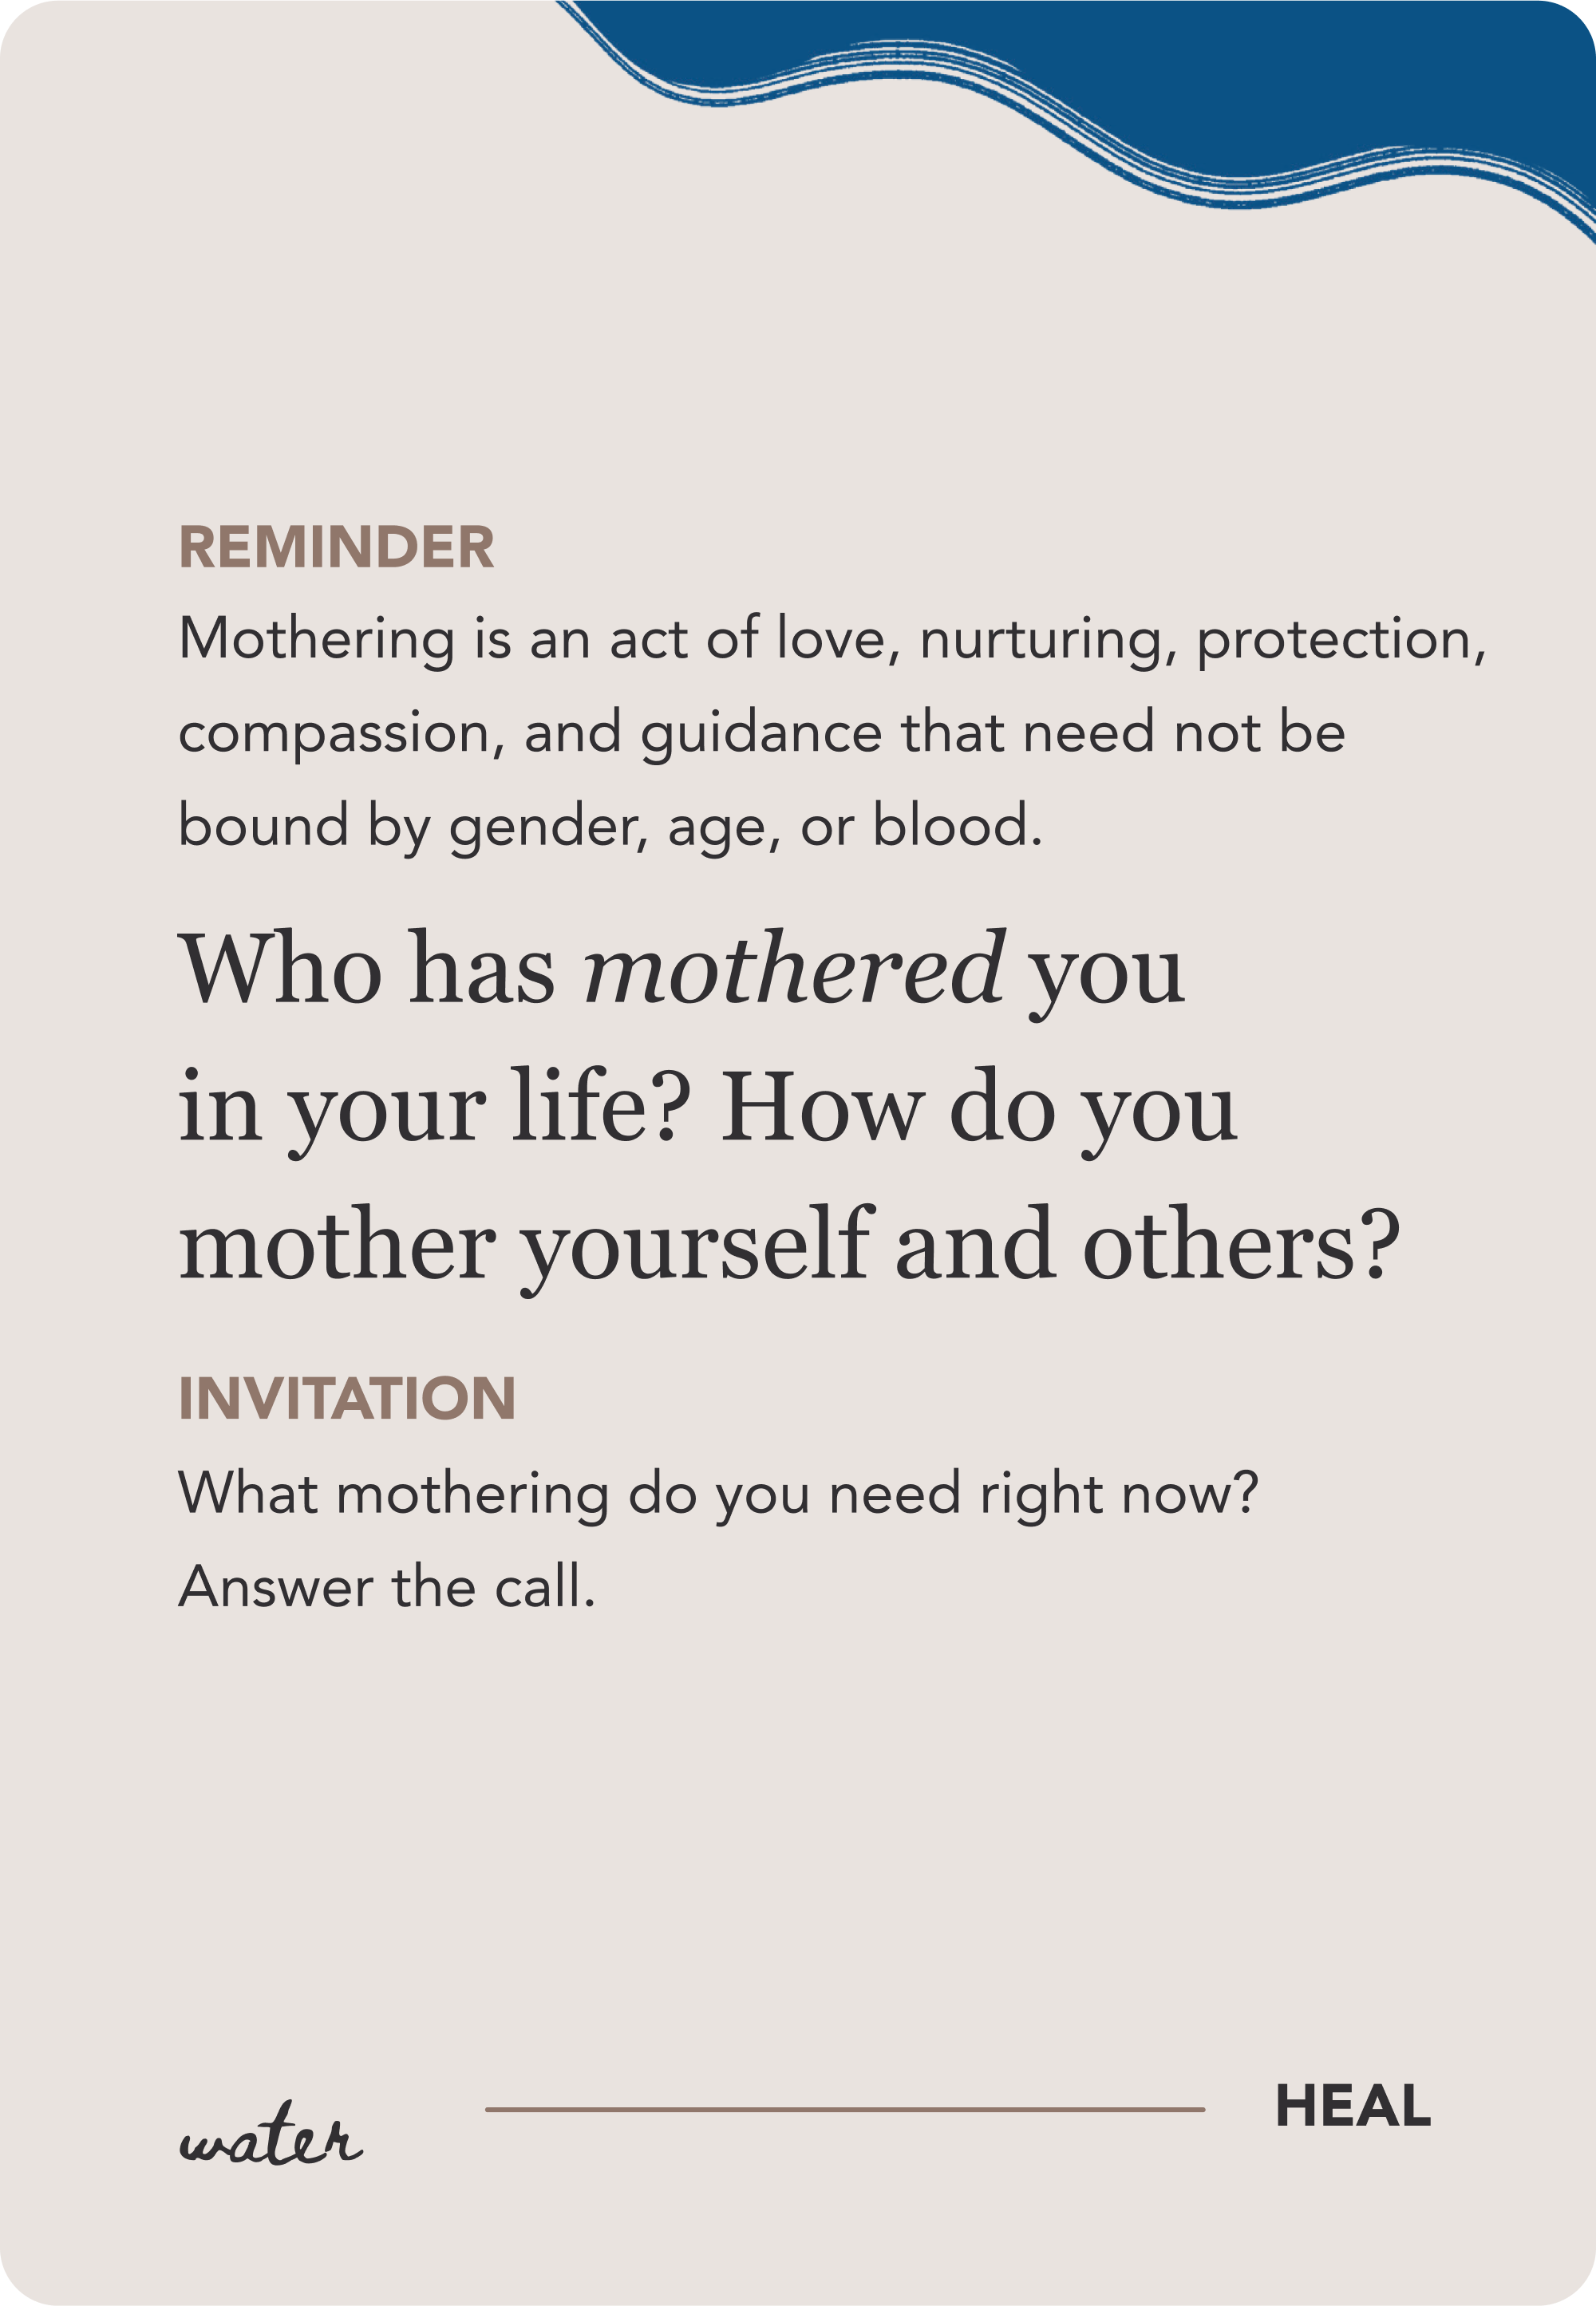 REMINDER
Mothering is an act of love, nurturing, protection,
compassion, and guidance that need not be
bound by gender, age, or blood.
Who has mothered you
in your life? How do you
mother yourself and others?
INVITATION
What mothering do you need right now?
Answer the call.
water
HEAL